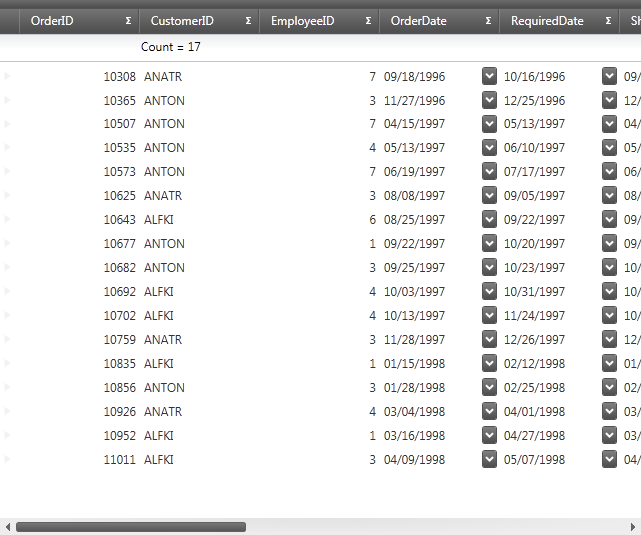 OrderID Σ CustomerID Σ EmployeeID Σ OrderDate Σ RequiredDate Σ Sh
Count = 17
10308 ANATR 7 09/18/1996 10/16/1996 09/
10365 ANTON 3 11/27/1996 12/25/1996 12/
10507 ANTON 7 04/15/1997 05/13/1997 04/
10535 ANTON 4 05/13/1997 06/10/1997 05/
10573 ANTON 7 06/19/1997 07/17/1997 06/
10625 ANATR 3 08/08/1997 09/05/1997 08/
10643 ALFKI 6 08/25/1997 09/22/1997 09/
10677 ANTON 1 09/22/1997 10/20/1997 09/
10682 ANTON 3 09/25/1997 10/23/1997 10/
10692 ALFKI 4 10/03/1997 10/31/1997 10/
10702 ALFKI 4 10/13/1997 11/24/1997 10/
10759 ANATR 3 11/28/1997 12/26/1997 12/
10835 ALFKI 1 01/15/1998 02/12/1998 01/
10856 ANTON 3 01/28/1998 02/25/1998 02/
10926 ANATR 4 03/04/1998 04/01/1998 03/
10952 ALFKI 1 03/16/1998 04/27/1998 03/
11011 ALFKI 3 04/09/1998 05/07/1998 04/